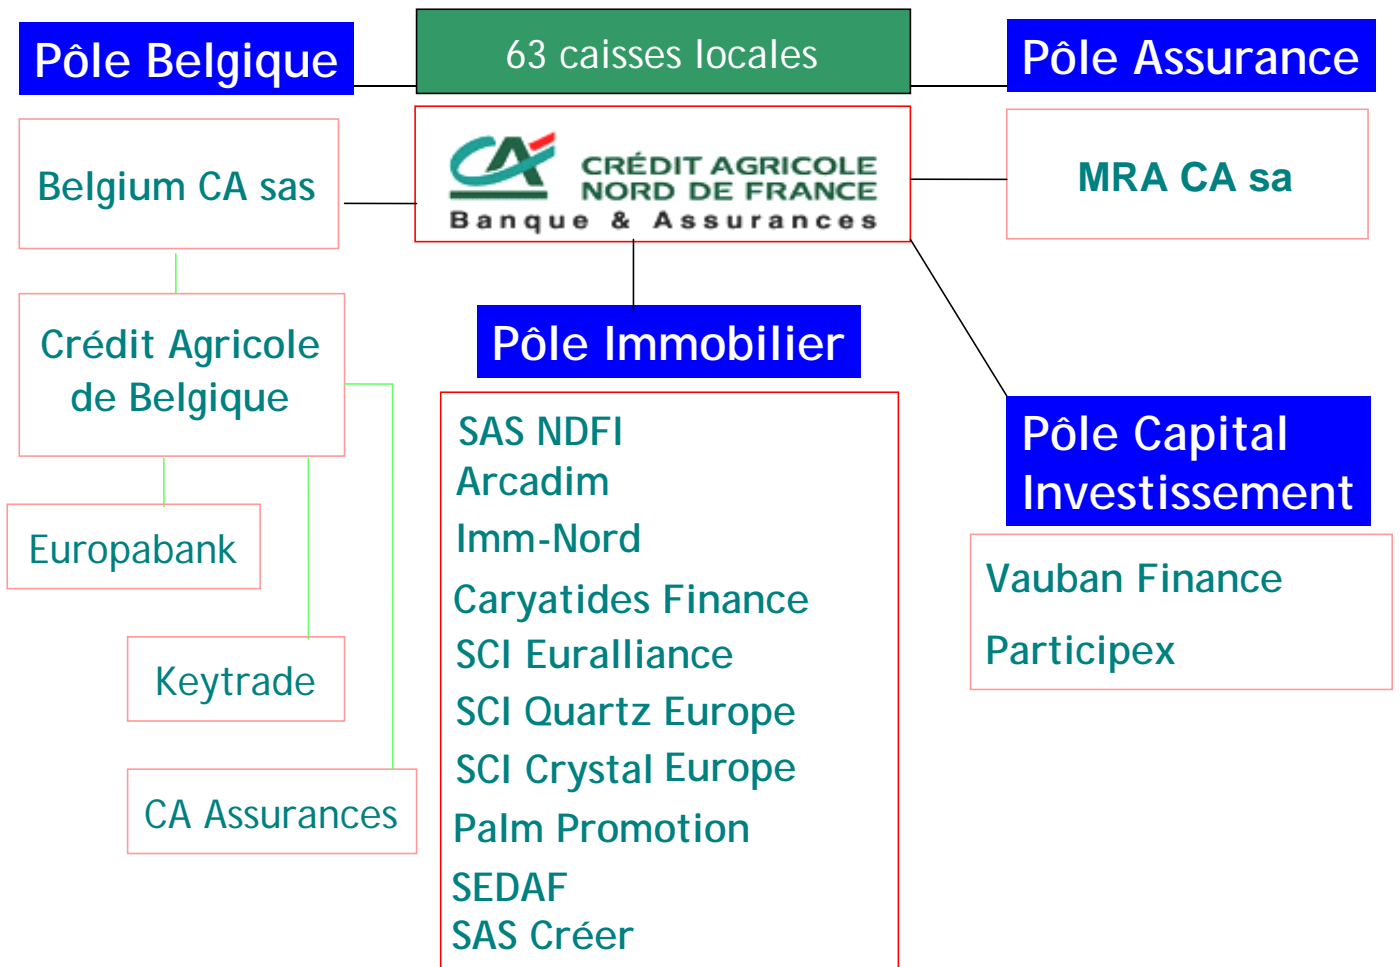 Pôle Belgique
63 caisses locales
Pôle Assurance
Belgium CA sas
CRÉDIT AGRICOLE
NORD DE FRANCE
Banque & Assurances
MRA CA sa
Crédit Agricole
de Belgique
Europabank
Keytrade
CA Assurances
Pôle Immobilier
SAS NDFI
Arcadim
Imm-Nord
Caryatides Finance
SCI Euralliance
SCI Quartz Europe
SCI Crystal Europe
Palm Promotion
SEDAF
SAS Créer
Pôle Capital
Investissement
Vauban Finance
Participex